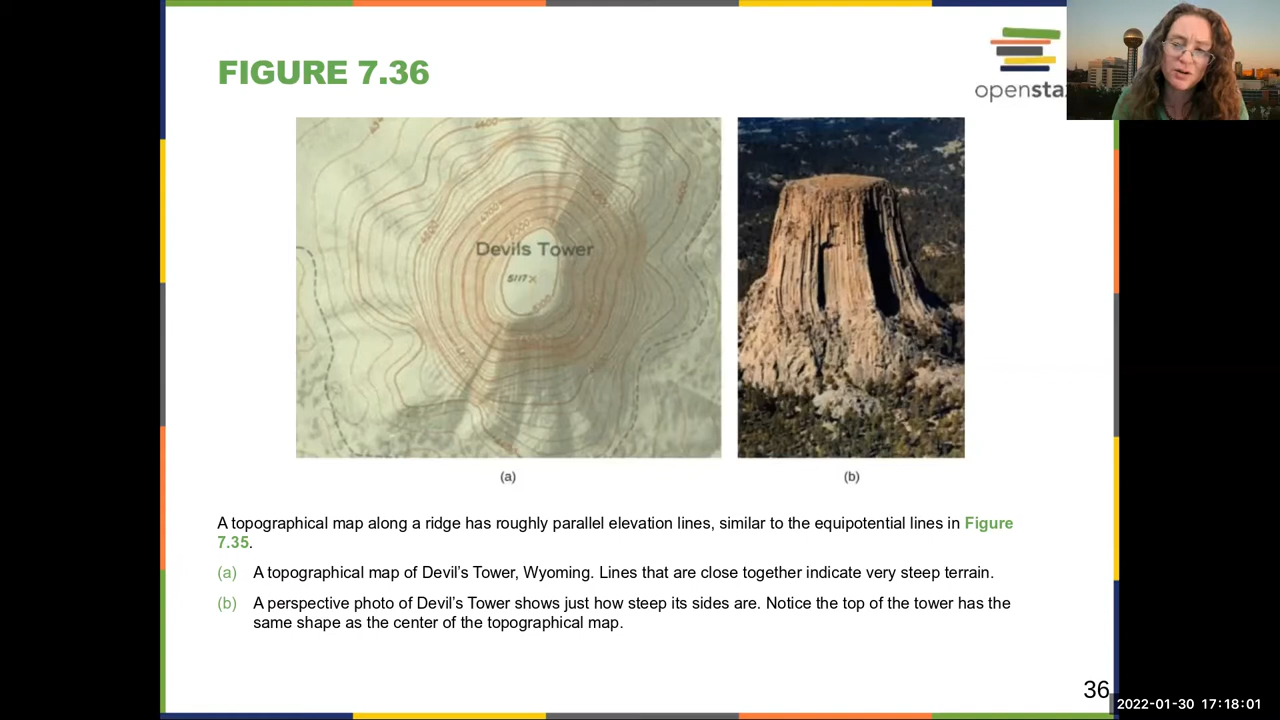 FIGURE 7.36
openstax
Devils Tower
5117
(a)
(b)
A topographical map along a ridge has roughly parallel elevation lines, similar to the equipotential lines in Figure
7.35.
(a) A topographical map of Devil's Tower, Wyoming. Lines that are close together indicate very steep terrain.
(b) A perspective photo of Devil's Tower shows just how steep its sides are. Notice the top of the tower has the
same shape as the center of the topographical map.
36
2022-01-30 17:18:01